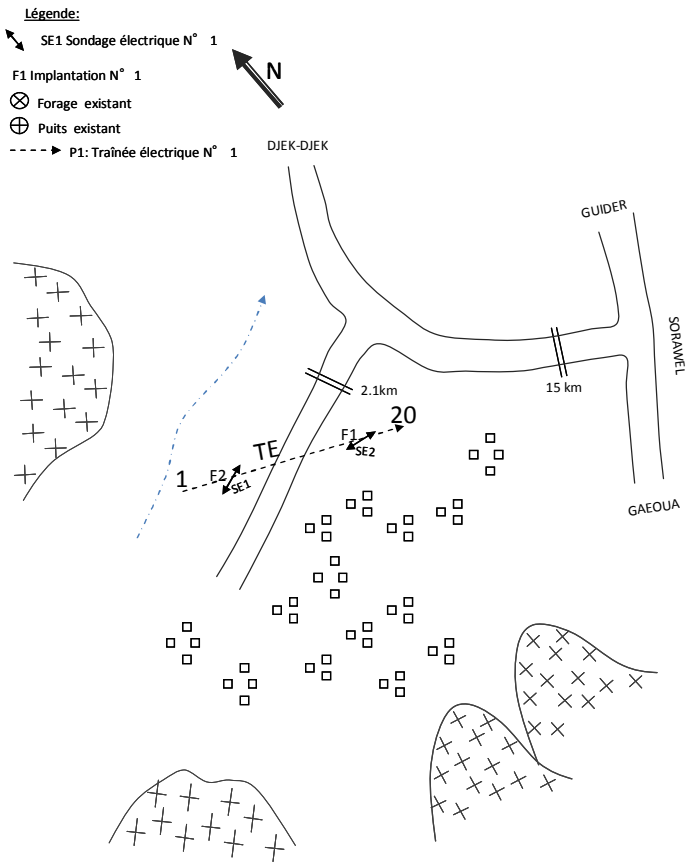 Légende:
SE1 Sondage électrique N° 1
F1 Implantation N° 1
Forage existant
Puits existant
P1: Traînée électrique N° 1
N
DJEK-DJEK
GUIDER
SORAWEL
2.1km
15 km
20
F1
SE2
TE
1
F2
SE1
GAEOUA